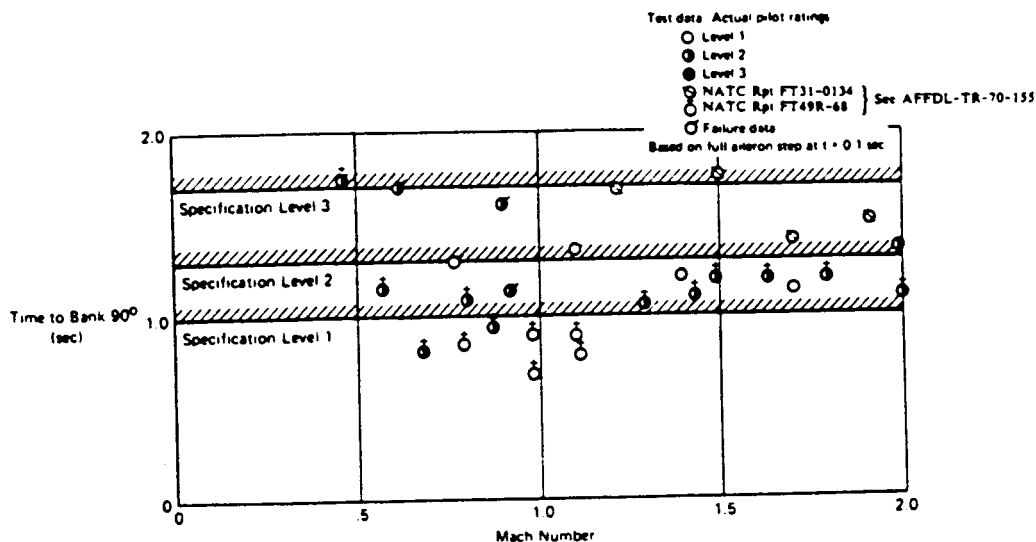 Test data Actual pilot ratings
Level 1
Level 2
Level 3
NATC Rpt FT31-0134
NATC Rpt FT49R-68
See AFFDL-TR-70-155
Failure data
Based on full aileron step at t = 0.1 sec
2.0
Specification Level 3
Specification Level 2
Time to Bank 90°
(sec)
1.0
Specification Level 1
0
0
.5
1.0
1.5
2.0
Mach Number